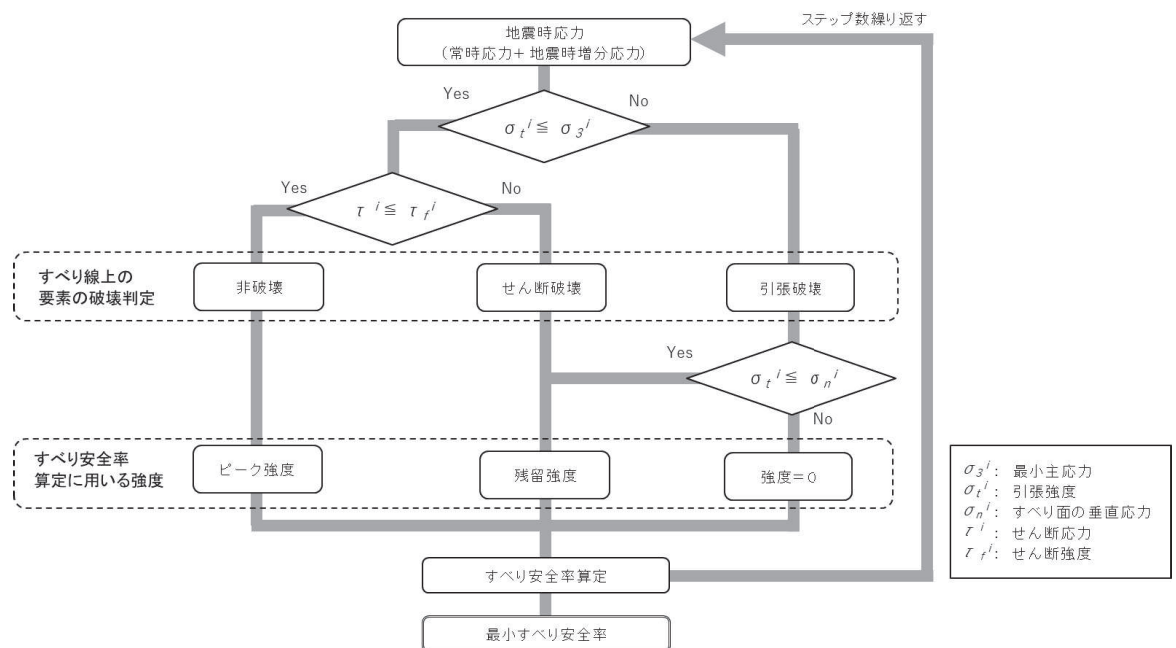 ステップ数繰り返す
地震時応力
(常時応力+地震時増分応力)
Yes
No
σtⁱ ≦ σ3ⁱ
Yes
No
τⁱ ≦ τfⁱ
すべり線上の
要素の破壊判定
非破壊
せん断破壊
引張破壊
Yes
σtⁱ ≦ σnⁱ
No
すべり安全率
算定に用いる強度
ピーク強度
残留強度
強度=0
σ3ⁱ: 最小主応力
σtⁱ: 引張強度
σnⁱ: すべり面の垂直応力
τⁱ: せん断応力
τfⁱ: せん断強度
すべり安全率算定
最小すべり安全率